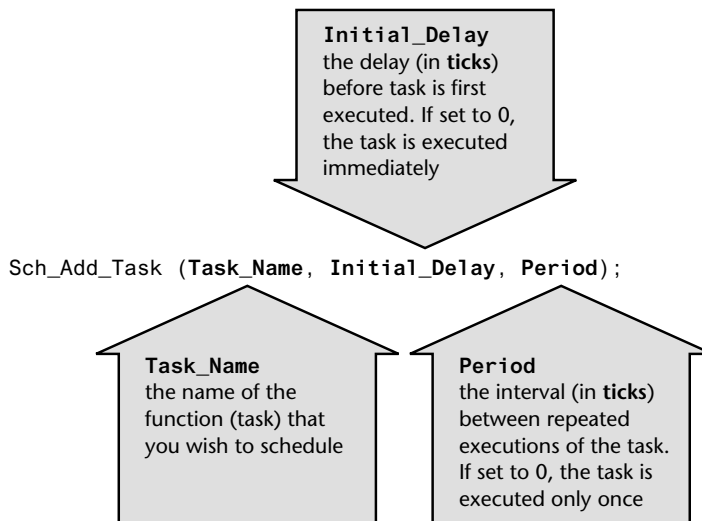 Initial_Delay
the delay (in ticks)
before task is first
executed. If set to 0,
the task is executed
immediately
Sch_Add_Task (Task_Name, Initial_Delay, Period);
Task_Name
the name of the
function (task) that
you wish to schedule
Period
the interval (in ticks)
between repeated
executions of the task.
If set to 0, the task is
executed only once